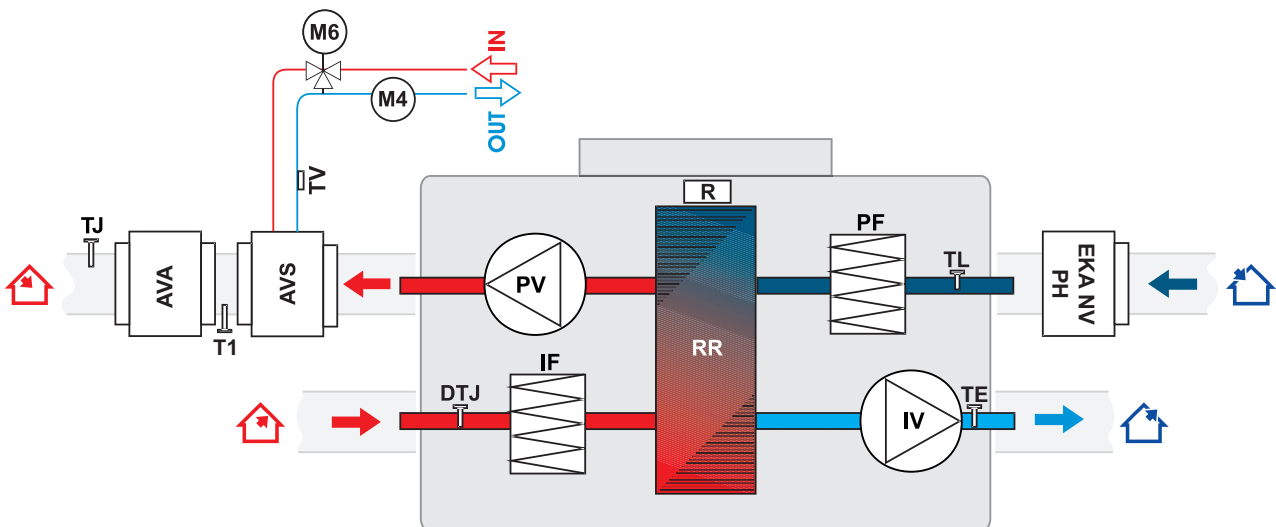 M6
IN
M4
OUT
TV
R
TJ
PF
AVA
AVS
TL
EKA NV
PH
PV
T1
RR
IF
DTJ
TE
IV